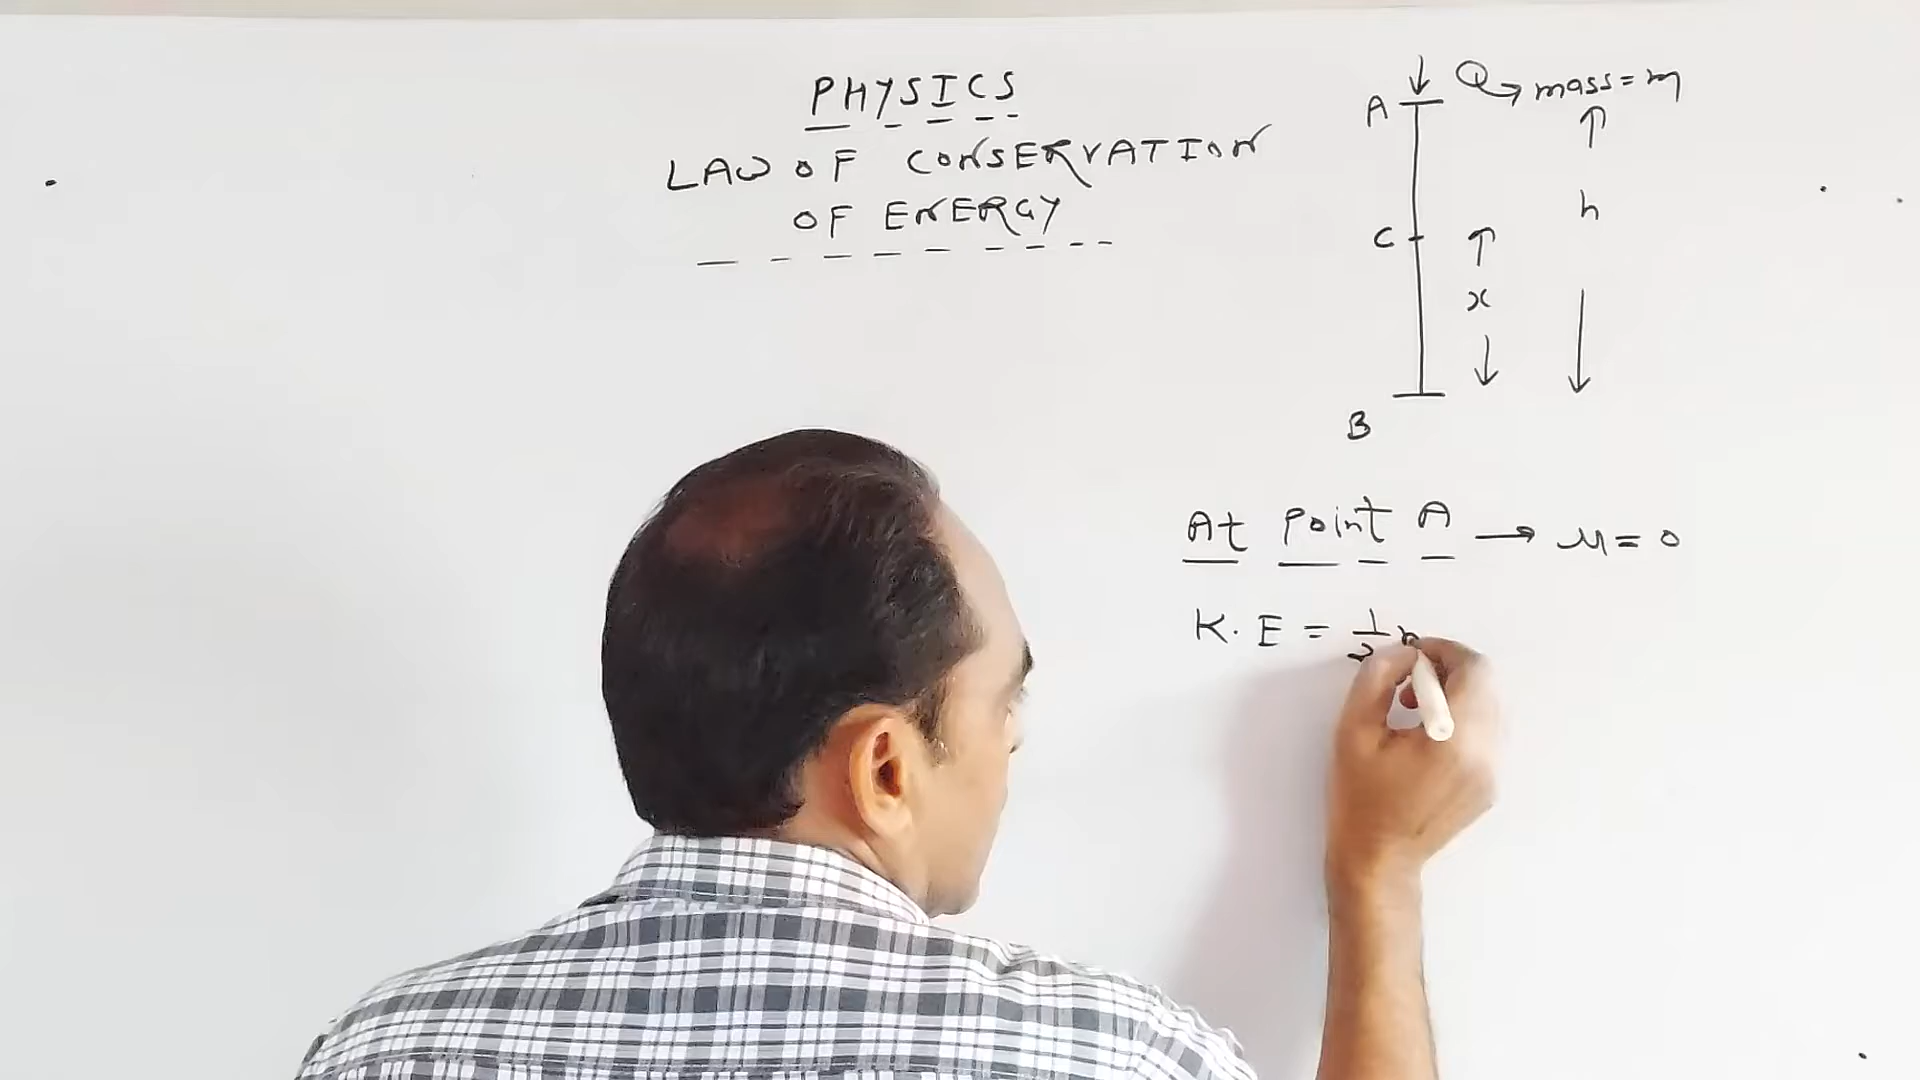 PHYSICS
LAW OF CONSERVATION
OF ENERGY
A
mass = m
h
C
x
B
At Point A → u = 0
K.E = 1/2 m